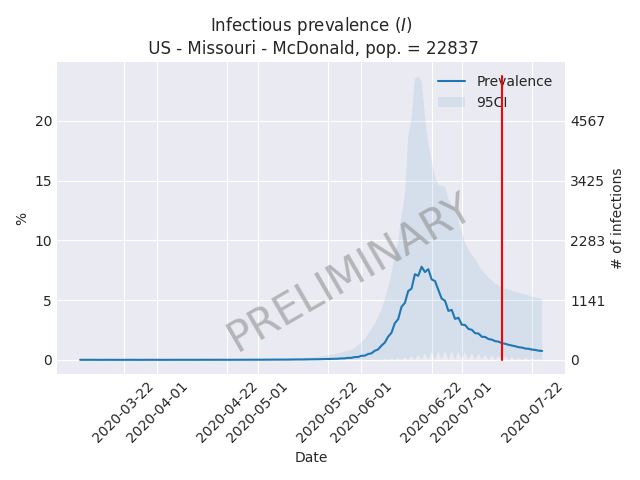 Infectious prevalence (I)
US - Missouri - McDonald, pop. = 22837
Prevalence
95CI
20
15
10
5
0
%
4567
3425
2283
1141
0
# of infections
PRELIMINARY
2020-03-22
2020-04-01
2020-04-22
2020-05-01
2020-05-22
2020-06-01
2020-06-22
2020-07-01
2020-07-22
Date